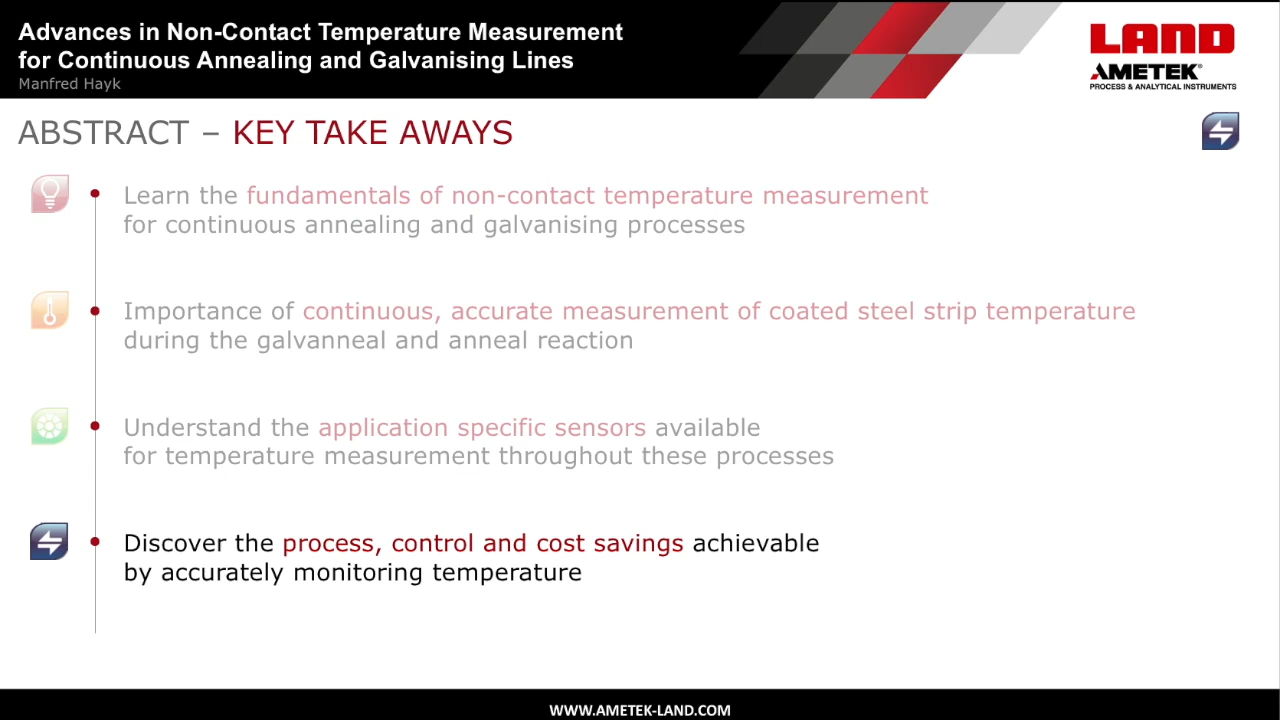 Advances in Non-Contact Temperature Measurement
for Continuous Annealing and Galvanising Lines
Manfred Hayk
LAND
AMETEK®
PROCESS & ANALYTICAL INSTRUMENTS
ABSTRACT – KEY TAKE AWAYS
Learn the fundamentals of non-contact temperature measurement
for continuous annealing and galvanising processes
Importance of continuous, accurate measurement of coated steel strip temperature
during the galvanneal and anneal reaction
Understand the application specific sensors available
for temperature measurement throughout these processes
Discover the process, control and cost savings achievable
by accurately monitoring temperature
WWW.AMETEK-LAND.COM